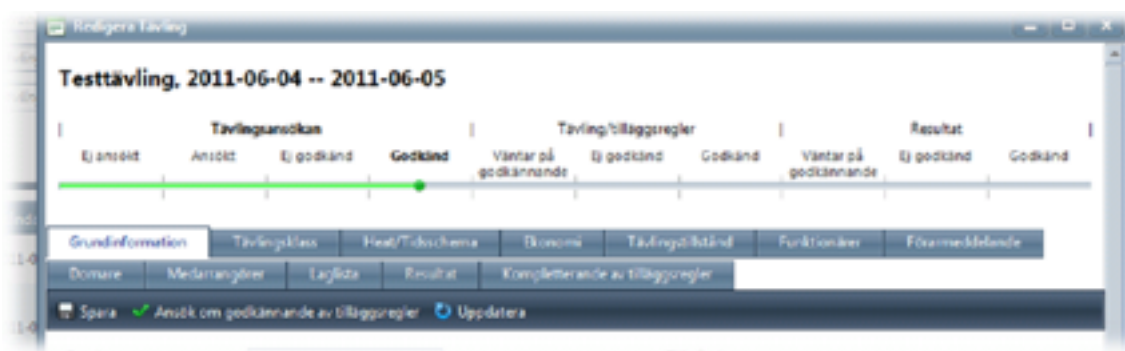 Redigera Tävling
Testtävling, 2011-06-04 -- 2011-06-05
Tävlingsansökan Tävling/tilläggsregler Resultat
Ej ansökt Ansökt Ej godkänd Godkänd Väntar på godkännande Ej godkänd Godkänd Väntar på godkännande Ej godkänd Godkänd
Grundinformation Tävlingsklass Heat/Tidsschema Ekonomi Tävlingstillstånd Funktionärer Förarmeddelande
Domare Medarrangörer Laglista Resultat Kompletterande av tilläggsregler
Spara Ansök om godkännande av tilläggsregler Uppdatera